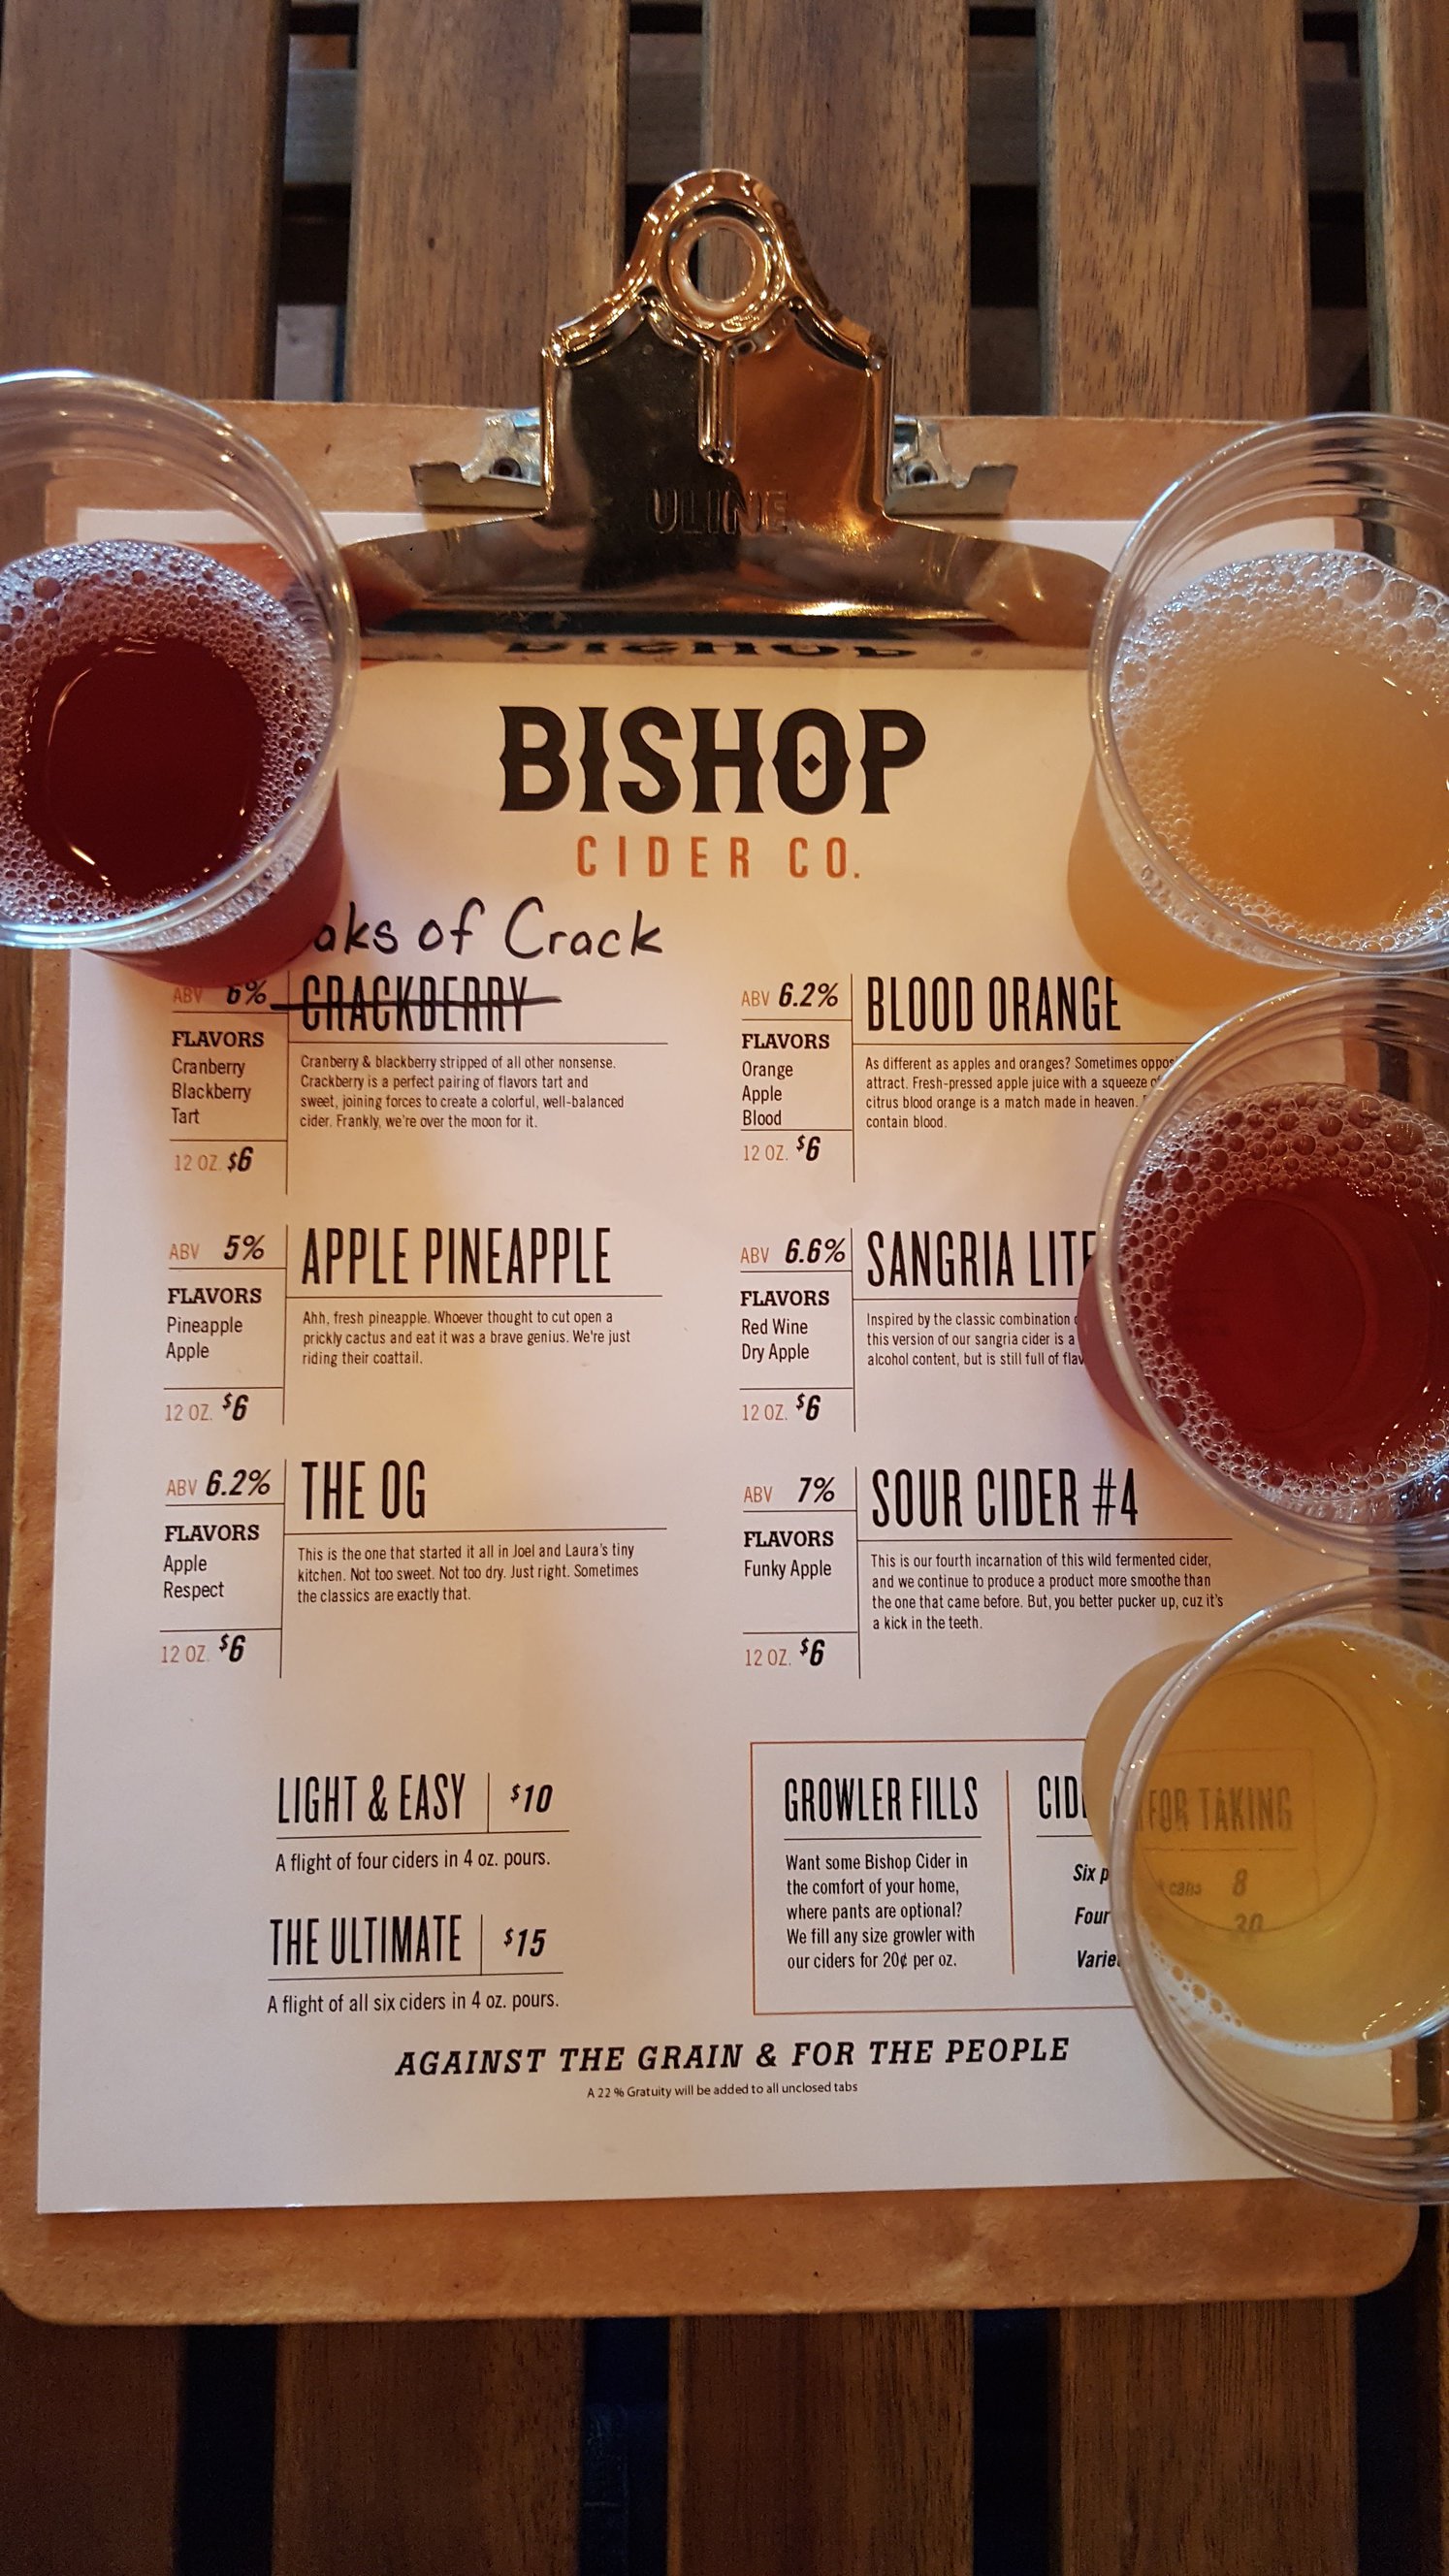 ULINE
BISHOP
CIDER CO.
of Crack
ABV 6%
CRACKBERRY
FLAVORS
Cranberry
Blackberry
Tart
12 OZ. $6
Cranberry & blackberry stripped of all other nonsense.
Crackberry is a perfect pairing of flavors tart and
sweet, joining forces to create a colorful, well-balanced
cider. Frankly, we're over the moon for it.
ABV 6.2%
BLOOD ORANGE
FLAVORS
Orange
Apple
Blood
12 OZ. $6
As different as apples and oranges? Sometimes
attract. Fresh-pressed apple juice with a squeeze
citrus blood orange is a match made in heaven.
contain blood.
ABV 5%
APPLE PINEAPPLE
FLAVORS
Pineapple
Apple
12 OZ. $6
Ahh, fresh pineapple. Whoever thought to cut open a
prickly cactus and eat it was a brave genius. We're just
riding their coattail.
ABV 6.6%
SANGRIA LITE
FLAVORS
Red Wine
Dry Apple
12 OZ. $6
Inspired by the classic combination
this version of our sangria cider is a
alcohol content, but is still full of
ABV 6.2%
THE OG
FLAVORS
Apple
Respect
12 OZ. $6
This is the one that started it all in Joel and Laura's tiny
kitchen. Not too sweet. Not too dry. Just right. Sometimes
the classics are exactly that.
ABV 7%
SOUR CIDER #4
FLAVORS
Funky Apple
12 OZ. $6
This is our fourth incarnation of this wild fermented cider,
and we continue to produce a product more smoothe than
the one that came before. But, you better pucker up, cuz it's
a kick in the teeth.
LIGHT & EASY $10
A flight of four ciders in 4 oz. pours.
THE ULTIMATE $15
A flight of all six ciders in 4 oz. pours.
GROWLER FILLS
Want some Bishop Cider in
the comfort of your home,
where pants are optional?
We fill any size growler with
our ciders for 20¢ per oz.
FOR TAKING
Six
cans 8
Four
20
AGAINST THE GRAIN & FOR THE PEOPLE
A 22 % Gratuity will be added to all unclosed tabs